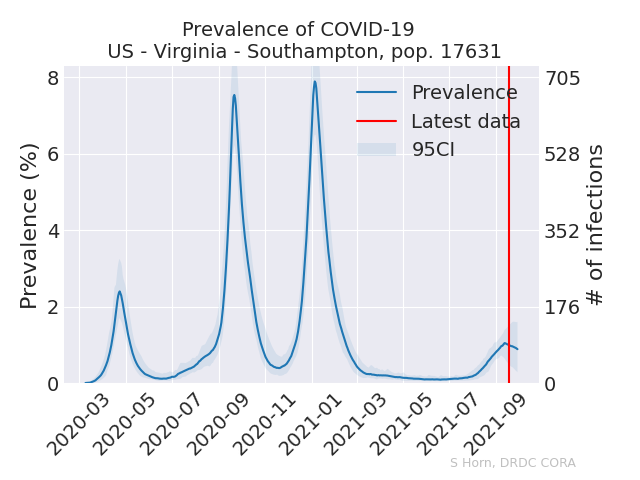 Prevalence of COVID-19
US - Virginia - Southampton, pop. 17631
Prevalence (%)
8
6
4
2
0
705
528
352
176
0
# of infections
Prevalence
Latest data
95CI
2020-03
2020-05
2020-07
2020-09
2020-11
2021-01
2021-03
2021-05
2021-07
2021-09
S Horn, DRDC CORA